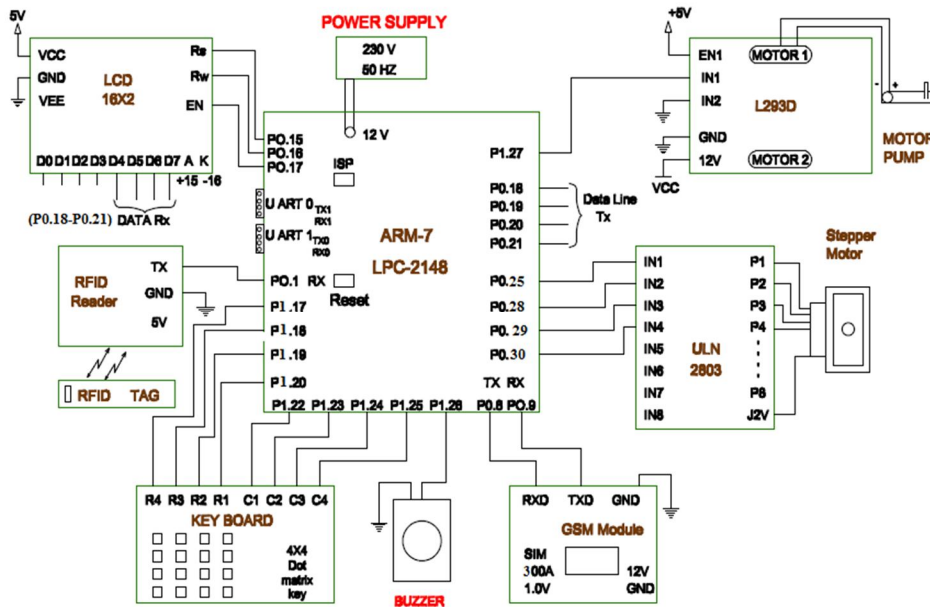 POWER SUPPLY
230 V
50 HZ
12 V
5V
VCC
GND
VEE
LCD
16X2
Rs
Rw
EN
D0 D1 D2 D3 D4 D5 D6 D7 A K
+15 -16
(P0.18-P0.21) DATA Rx
ARM-7
LPC-2148
PO.15
PO.16
PO.17
ISP
U ART 0
TX1
RX1
U ART 1
TX0
RX0
PO.1 RX
Reset
P1.17
P1.18
P1.19
P1.20
P1.22 P1.23 P1.24 P1.25 P1.26
P1.27
P0.18
P0.19
P0.20
P0.21
Data Line
Tx
P0.25
P0.28
P0.29
P0.30
TX RX
P0.8 PO.9
RFID
Reader
TX
GND
5V
RFID TAG
+5V
EN1
IN1
IN2
GND
12V
VCC
MOTOR 1
L293D
MOTOR 2
- +
MOTOR
PUMP
IN1
IN2
IN3
IN4
IN5
IN6
IN7
IN8
ULN
2803
P1
P2
P3
P4
P8
J2V
Stepper
Motor
R4 R3 R2 R1 C1 C2 C3 C4
KEY BOARD
4X4
Dot
matrix
key
BUZZER
RXD TXD GND
GSM Module
SIM
300A
1.0V
12V
GND